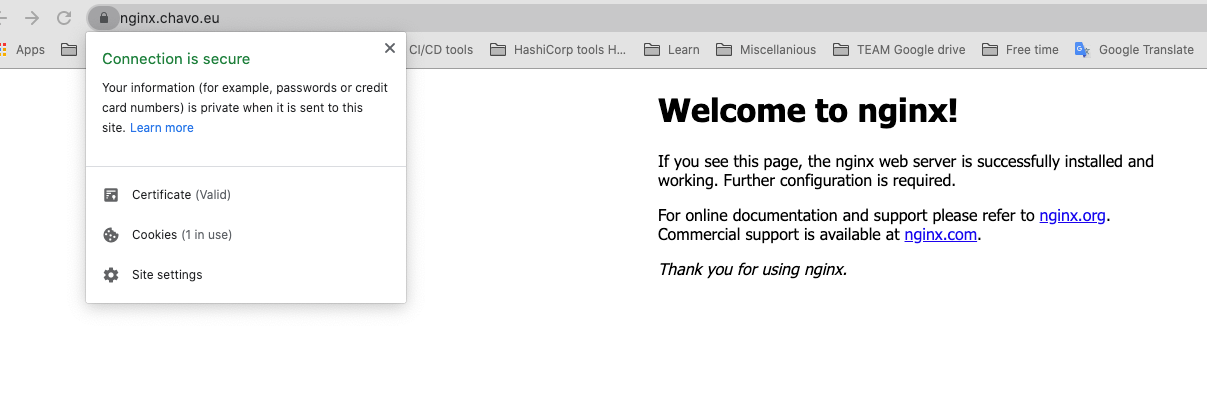 nginx.chavo.eu
Apps
CI/CD tools
HashiCorp tools H...
Learn
Miscellanious
TEAM Google drive
Free time
Google Translate
Connection is secure
Your information (for example, passwords or credit
card numbers) is private when it is sent to this
site. Learn more
Certificate (Valid)
Cookies (1 in use)
Site settings
Welcome to nginx!
If you see this page, the nginx web server is successfully installed and
working. Further configuration is required.
For online documentation and support please refer to nginx.org.
Commercial support is available at nginx.com.
Thank you for using nginx.